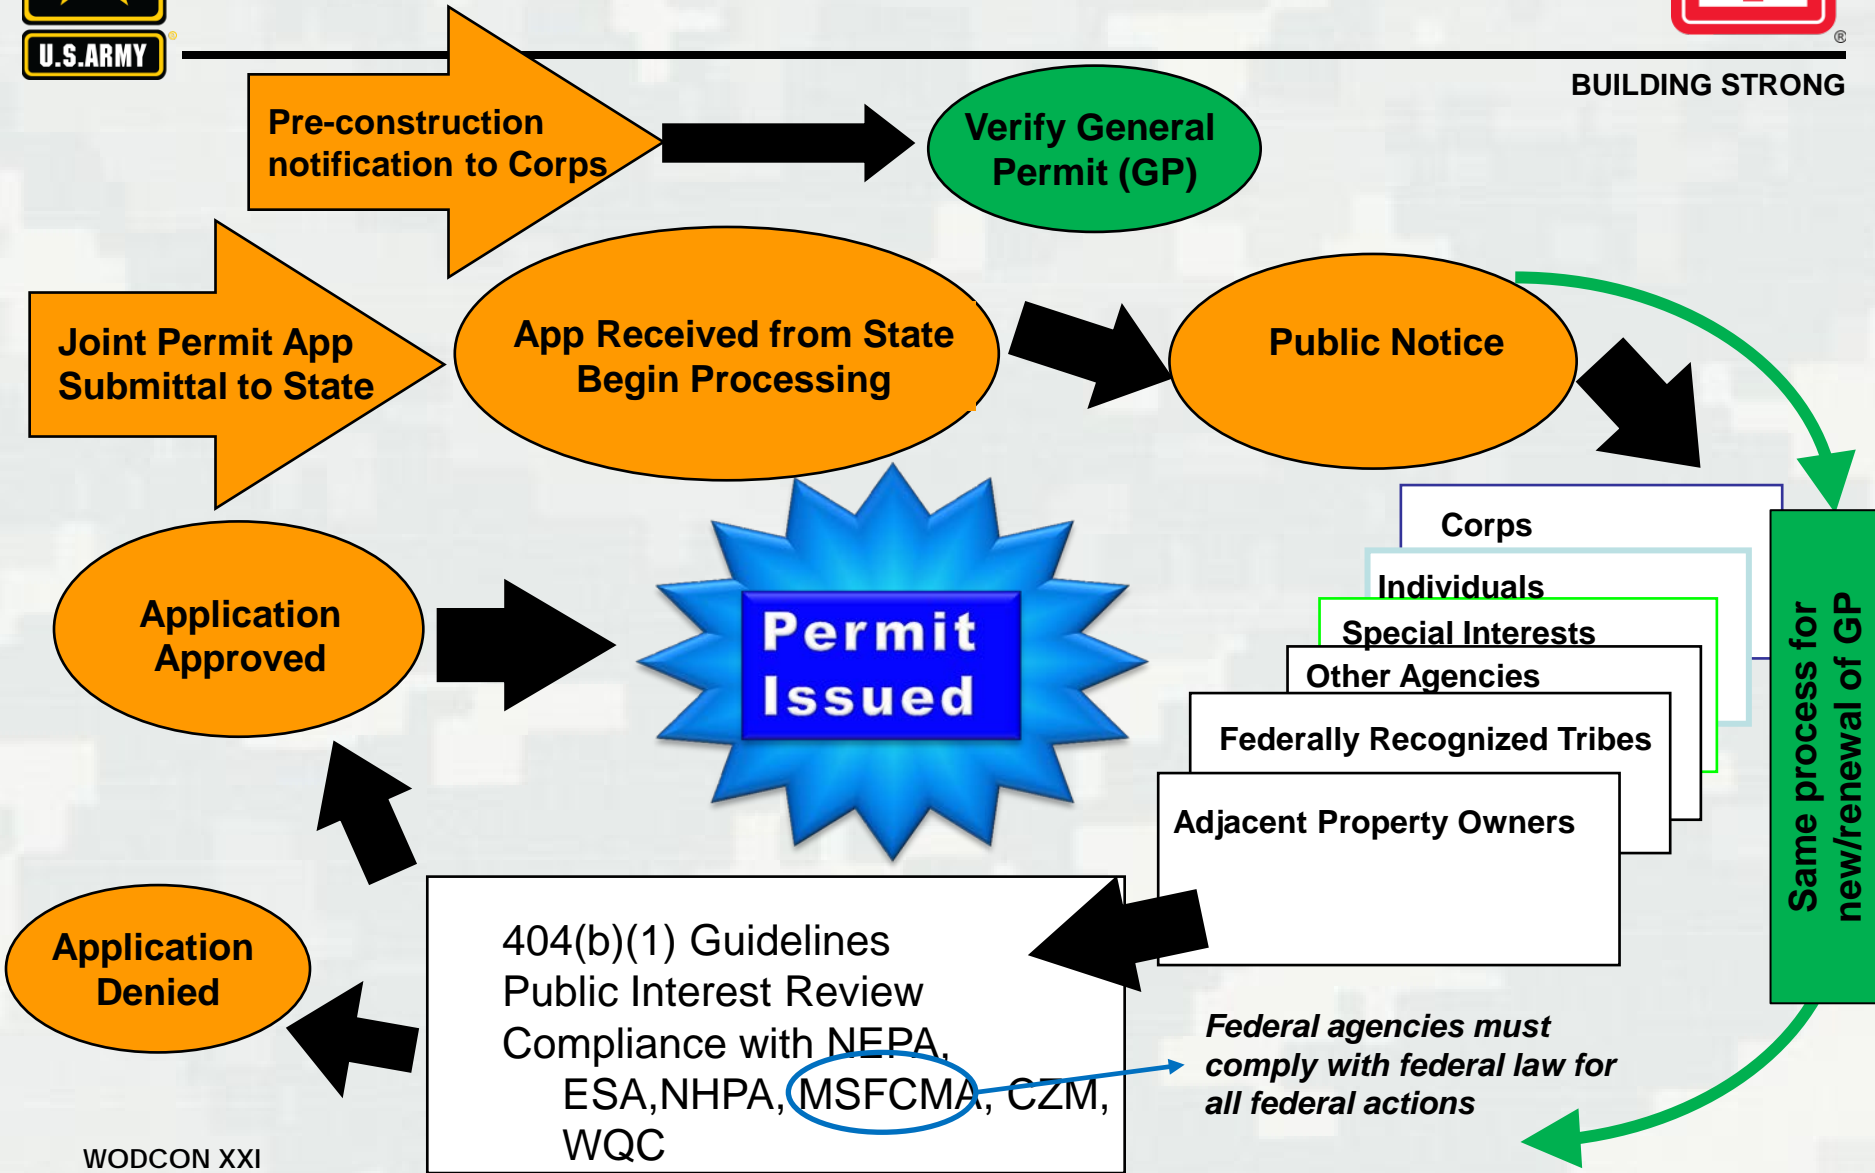 U.S.ARMY
®
®
BUILDING STRONG
Pre-construction
notification to Corps
Verify General
Permit (GP)
Joint Permit App
Submittal to State
App Received from State
Begin Processing
Public Notice
Corps
Individuals
Special Interests
Other Agencies
Federally Recognized Tribes
Adjacent Property Owners
Same process for
new/renewal of GP
Application
Approved
Permit
Issued
Application
Denied
404(b)(1) Guidelines
Public Interest Review
Compliance with NEPA,
ESA,NHPA, MSFCMA, CZM,
WQC
Federal agencies must
comply with federal law for
all federal actions
WODCON XXI